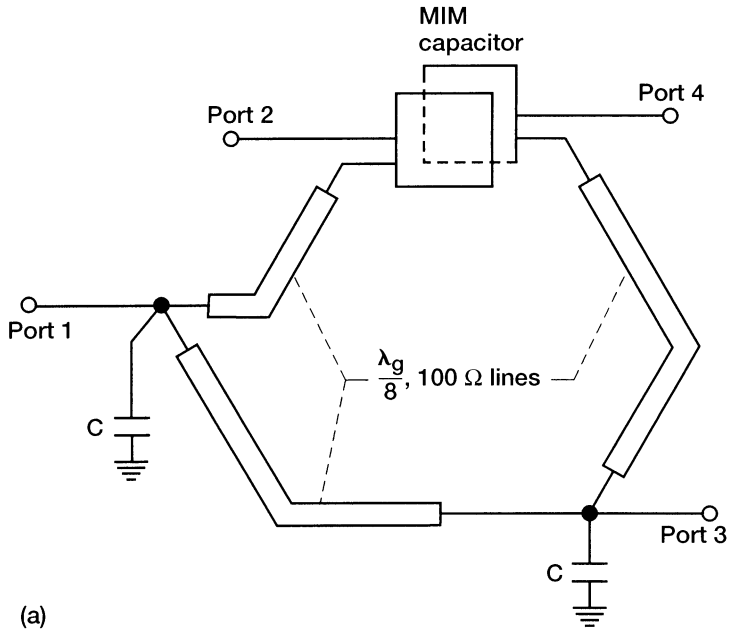 MIM
capacitor
Port 2
Port 4
Port 1
λg
8, 100 Ω lines
C
Port 3
C
(a)